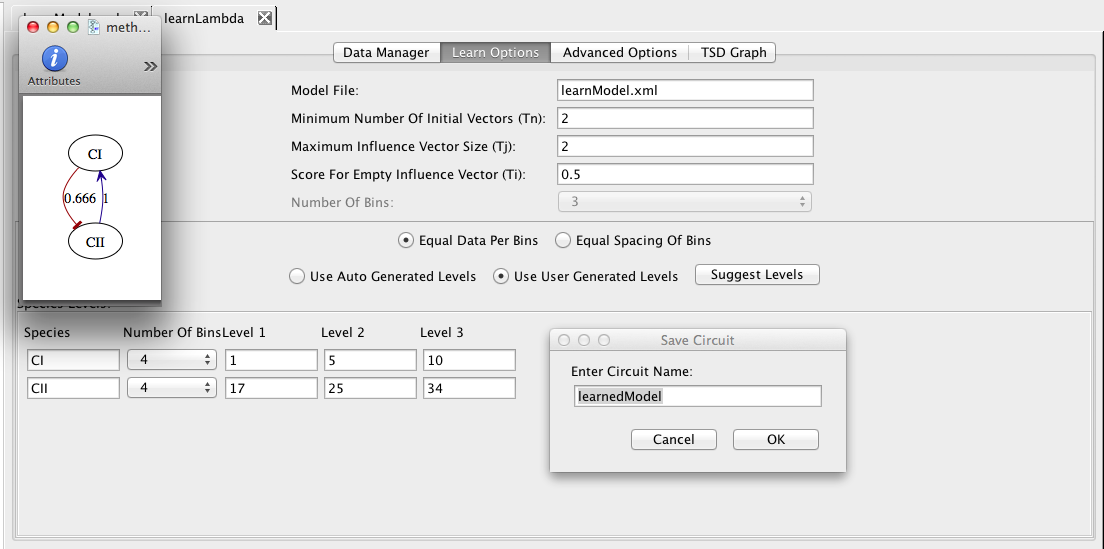 learnLambda
meth...
Attributes
CI
0.666 1
CII
Data Manager Learn Options Advanced Options TSD Graph
Model File: learnModel.xml
Minimum Number Of Initial Vectors (Tn): 2
Maximum Influence Vector Size (Tj): 2
Score For Empty Influence Vector (Ti): 0.5
Number Of Bins: 3
Equal Data Per Bins Equal Spacing Of Bins
Use Auto Generated Levels Use User Generated Levels Suggest Levels
Species Levels:
Species Number Of Bins Level 1 Level 2 Level 3
CI 4 1 5 10
CII 4 17 25 34
Save Circuit
Enter Circuit Name:
learnedModel
Cancel OK